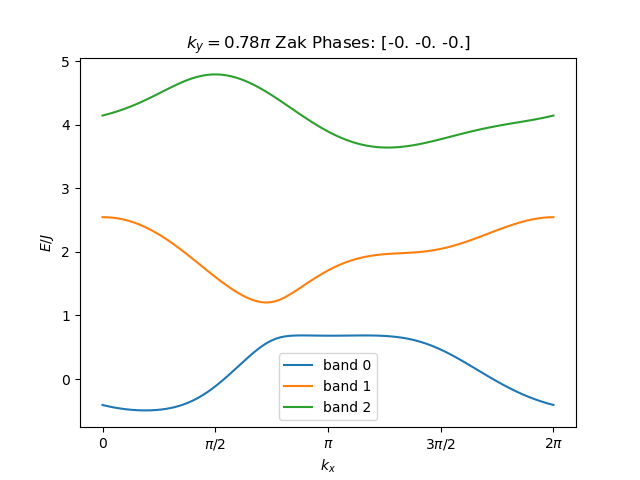 $k_y = 0.78\pi$ Zak Phases: [-0. -0. -0.]
5
4
3
2
1
0
E/J
band 0
band 1
band 2
0
π/2
π
3π/2
2π
$k_x$